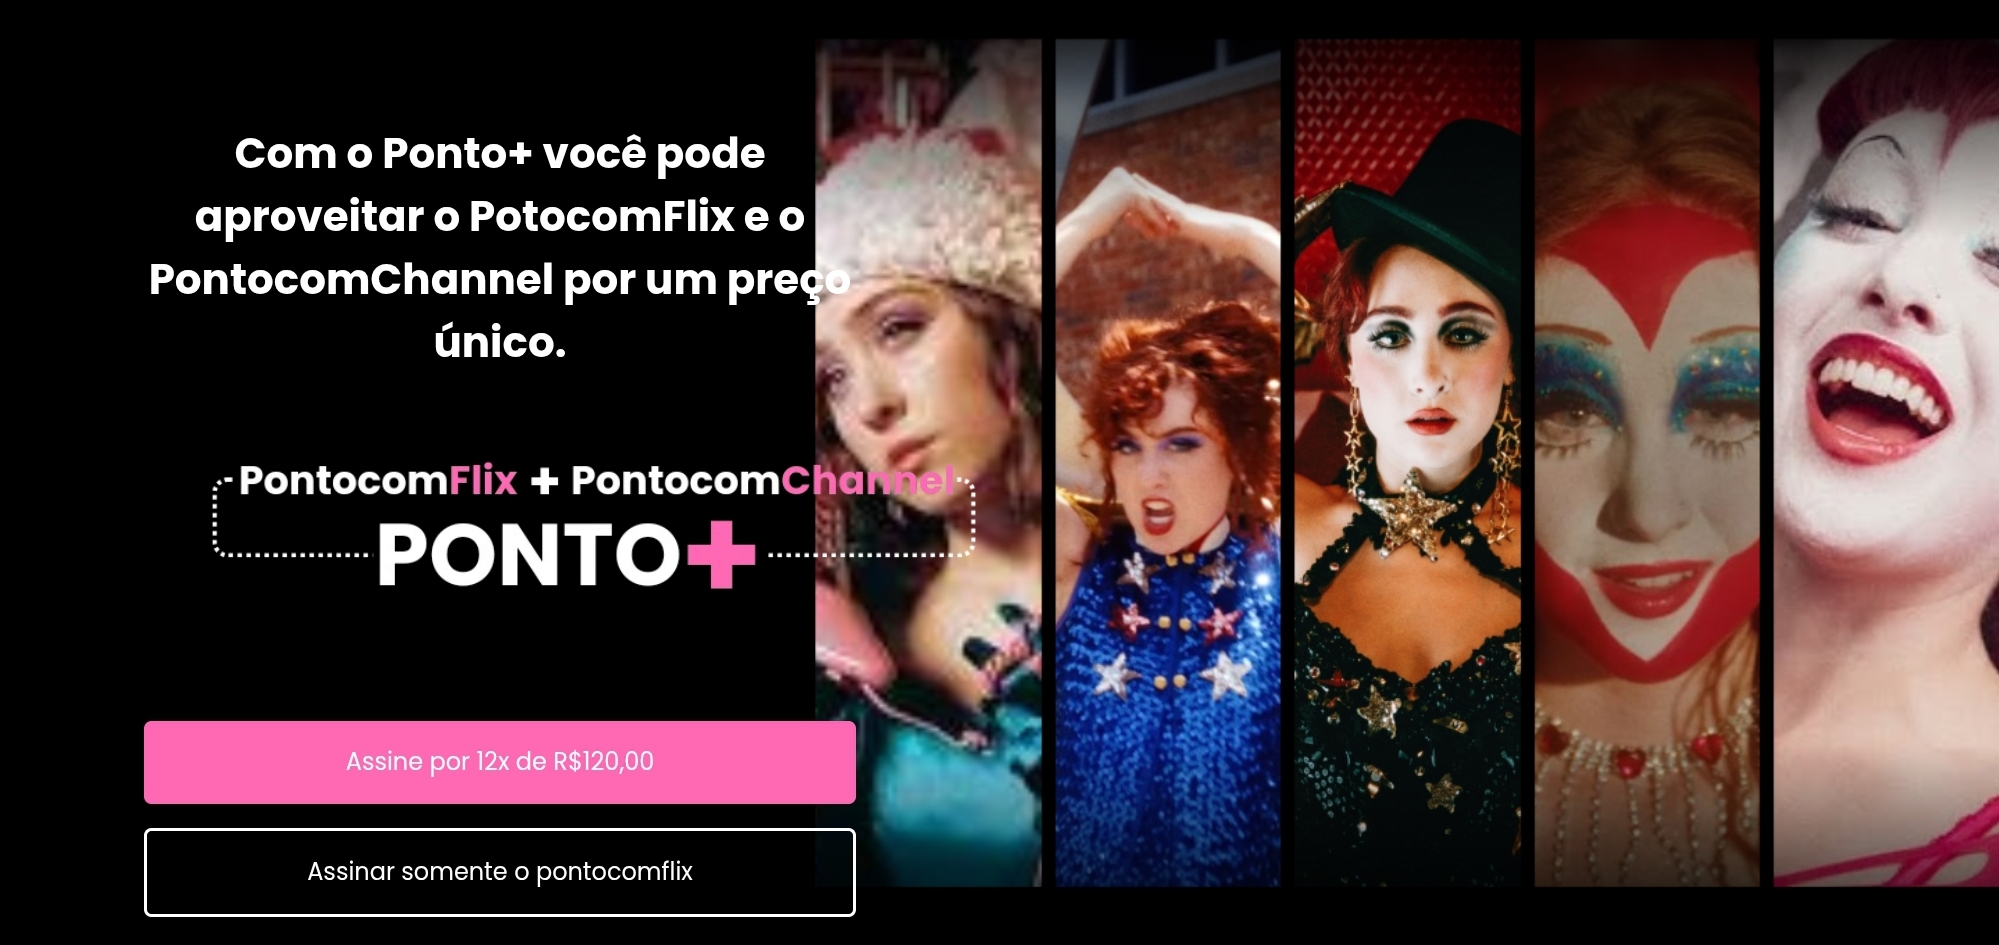 Com o Ponto+ você pode
aproveitar o PotocomFlix e o
PontocomChannel por um preço
único.
PontocomFlix + PontocomChannel
PONTO+
Assine por 12x de R$120,00
Assinar somente o pontocomflix